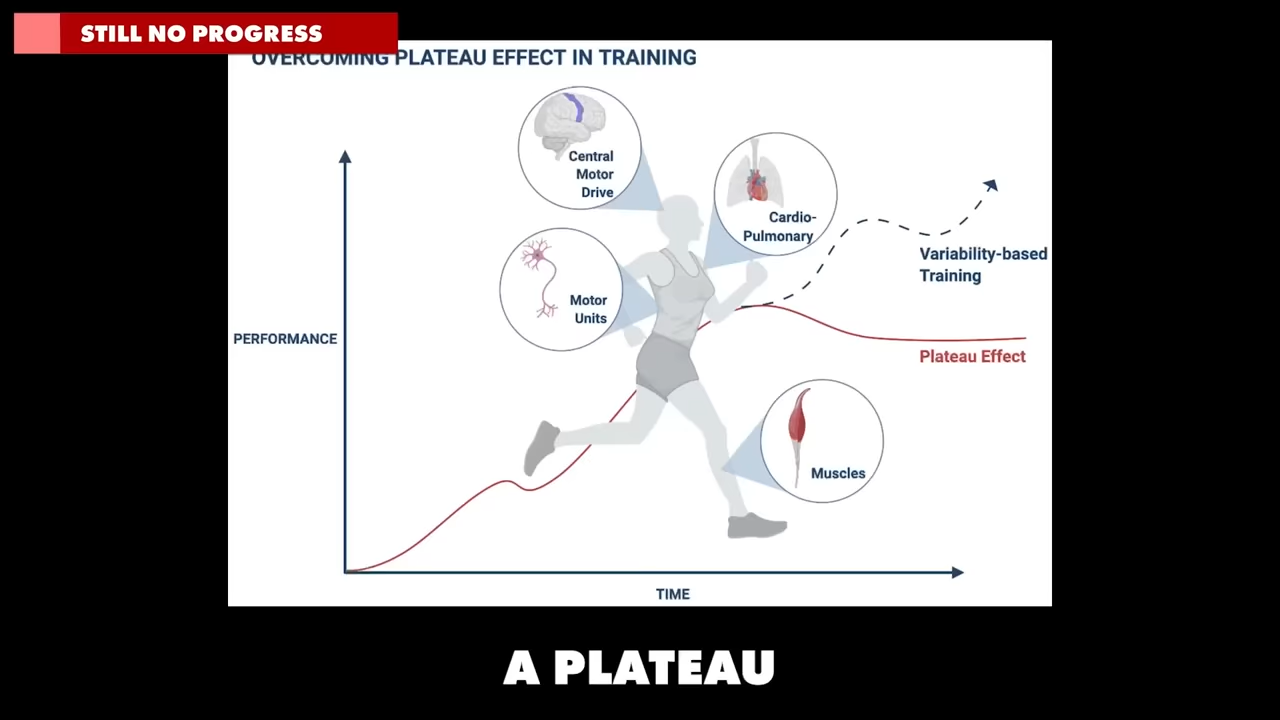 STILL NO PROGRESS
OVERCOMING PLATEAU EFFECT IN TRAINING
Central
Motor
Drive
Cardio-
Pulmonary
Motor
Units
Variability-based
Training
PERFORMANCE
Plateau Effect
Muscles
TIME
A PLATEAU